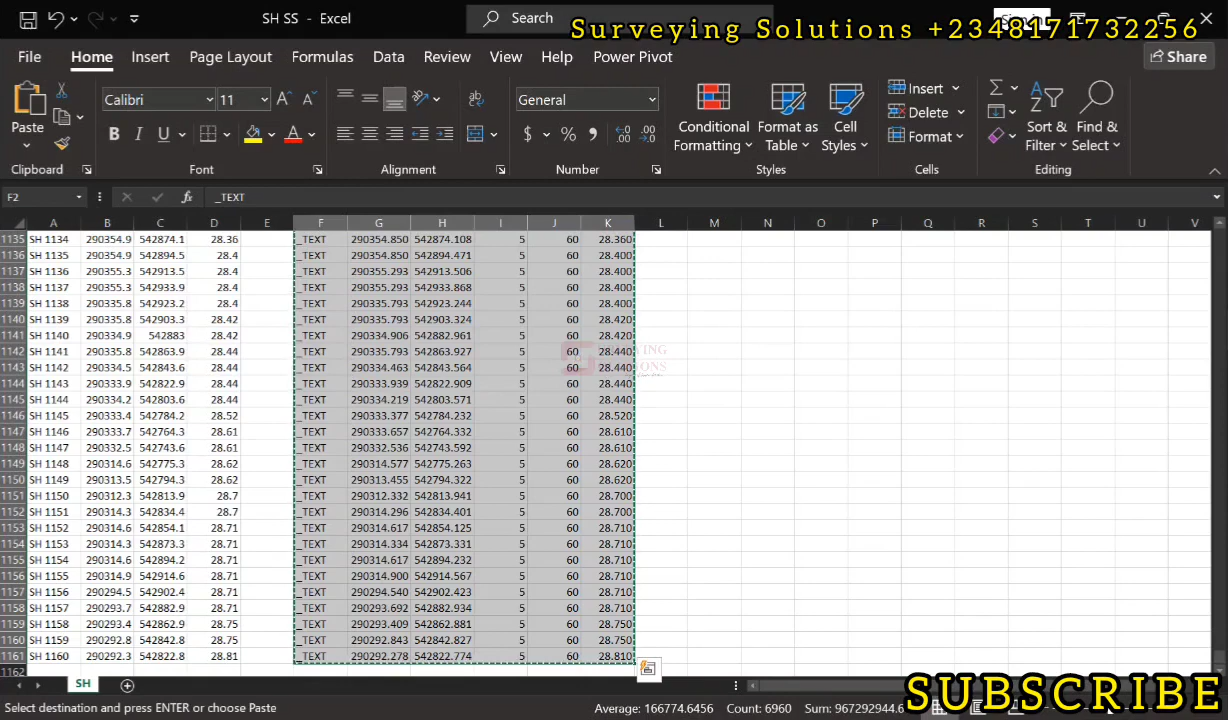 SH SS - Excel
Search
Surveying Solutions +2348171732256
File Home Insert Page Layout Formulas Data Review View Help Power Pivot Share
Calibri 11 General Insert Σ
Paste Conditional Format as Cell Delete Sort & Find &
B I U $ % Formatting Table Styles Format Filter Select
Clipboard Font Alignment Number Styles Cells Editing
F2 fx _TEXT
A B C D E F G H I J K L M N O P Q R S T U V
1135 SH 1134 290354.9 542874.1 28.36 _TEXT 290354.850 542874.108 5 60 28.360
1136 SH 1135 290354.9 542894.5 28.4 _TEXT 290354.850 542894.471 5 60 28.400
1137 SH 1136 290355.3 542913.5 28.4 _TEXT 290355.293 542913.506 5 60 28.400
1138 SH 1137 290355.3 542933.9 28.4 _TEXT 290355.293 542933.868 5 60 28.400
1139 SH 1138 290335.8 542923.2 28.4 _TEXT 290335.793 542923.244 5 60 28.400
1140 SH 1139 290335.8 542903.3 28.42 _TEXT 290335.793 542903.324 5 60 28.420
1141 SH 1140 290334.9 542883 28.42 _TEXT 290334.906 542882.961 5 60 28.420
1142 SH 1141 290335.8 542863.9 28.44 _TEXT 290335.793 542863.927 5 60 28.440
1143 SH 1142 290334.5 542843.6 28.44 _TEXT 290334.463 542843.564 5 60 28.440
1144 SH 1143 290333.9 542822.9 28.44 _TEXT 290333.939 542822.909 5 60 28.440
1145 SH 1144 290334.2 542803.6 28.44 _TEXT 290334.219 542803.571 5 60 28.440
1146 SH 1145 290333.4 542784.2 28.52 _TEXT 290333.377 542784.232 5 60 28.520
1147 SH 1146 290333.7 542764.3 28.61 _TEXT 290333.657 542764.332 5 60 28.610
1148 SH 1147 290332.5 542743.6 28.61 _TEXT 290332.536 542743.592 5 60 28.610
1149 SH 1148 290314.6 542775.3 28.62 _TEXT 290314.577 542775.263 5 60 28.620
1150 SH 1149 290313.5 542794.3 28.62 _TEXT 290313.455 542794.322 5 60 28.620
1151 SH 1150 290312.3 542813.9 28.7 _TEXT 290312.332 542813.941 5 60 28.700
1152 SH 1151 290314.3 542834.4 28.7 _TEXT 290314.296 542834.401 5 60 28.700
1153 SH 1152 290314.6 542854.1 28.71 _TEXT 290314.617 542854.125 5 60 28.710
1154 SH 1153 290314.3 542873.3 28.71 _TEXT 290314.334 542873.331 5 60 28.710
1155 SH 1154 290314.6 542894.2 28.71 _TEXT 290314.617 542894.232 5 60 28.710
1156 SH 1155 290314.9 542914.6 28.71 _TEXT 290314.900 542914.567 5 60 28.710
1157 SH 1156 290294.5 542902.4 28.71 _TEXT 290294.540 542902.423 5 60 28.710
1158 SH 1157 290293.7 542882.9 28.71 _TEXT 290293.692 542882.934 5 60 28.710
1159 SH 1158 290293.4 542862.9 28.75 _TEXT 290293.409 542862.881 5 60 28.750
1160 SH 1159 290292.8 542842.8 28.75 _TEXT 290292.843 542842.827 5 60 28.750
1161 SH 1160 290292.3 542822.8 28.81 _TEXT 290292.278 542822.774 5 60 28.810
1162
SH
SUBSCRIBE
Select destination and press ENTER or choose Paste Average: 166774.6456 Count: 6960 Sum: 967292944.6